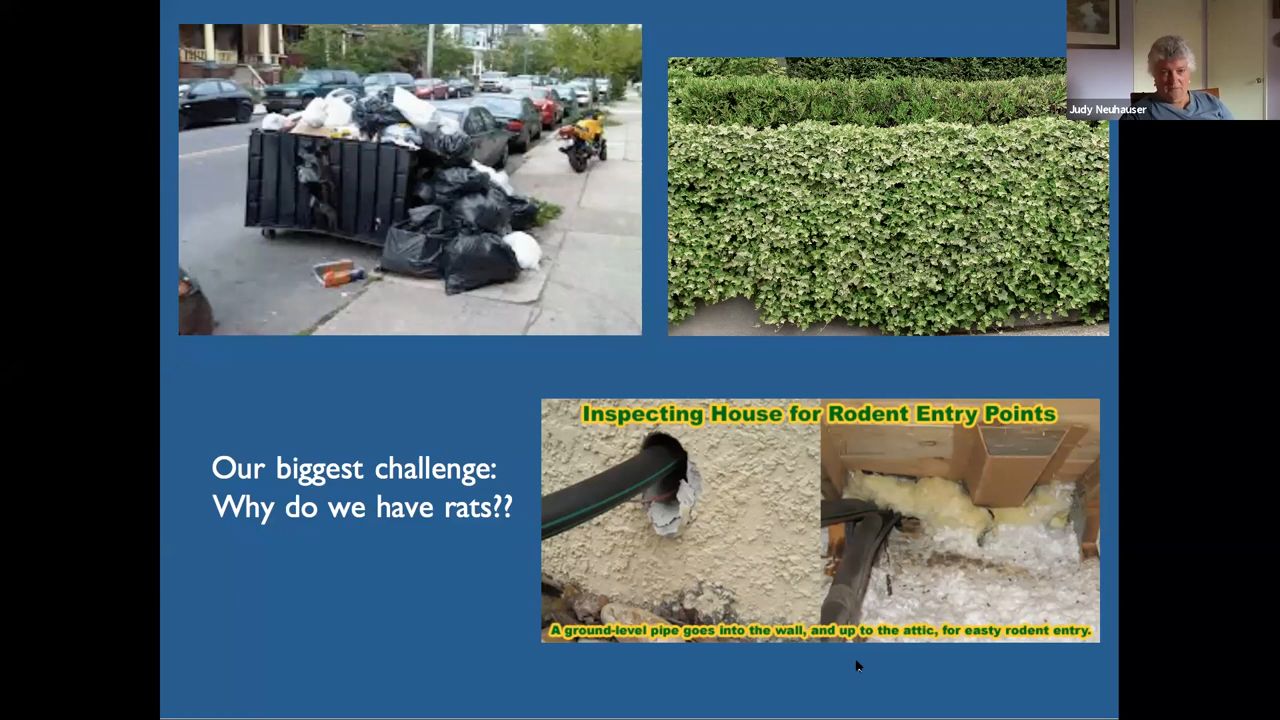 Judy Neuhauser
Inspecting House for Rodent Entry Points
Our biggest challenge:
Why do we have rats??
A ground-level pipe goes into the wall, and up to the attic, for easty rodent entry.